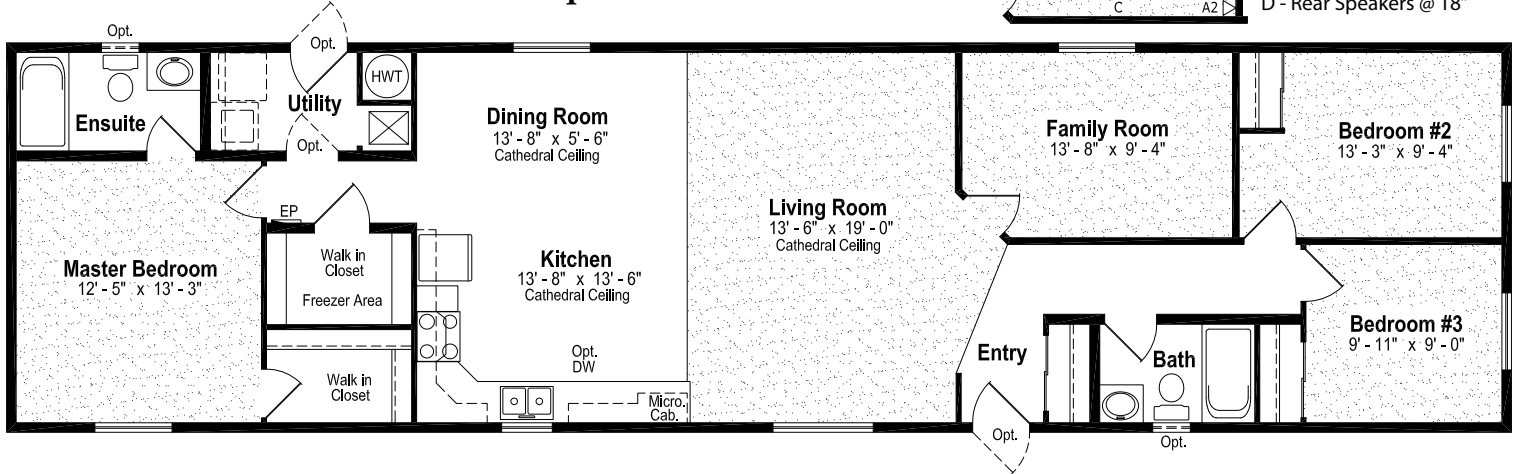 C
A2
D - Rear Speakers @ 18"
Opt.
Opt.
HWT
Utility
Ensuite
Opt.
Dining Room
13' - 8" x 5' - 6"
Cathedral Ceiling
Family Room
13' - 8" x 9' - 4"
Bedroom #2
13' - 3" x 9' - 4"
EP
Living Room
13' - 6" x 19' - 0"
Cathedral Ceiling
Master Bedroom
12' - 5" x 13' - 3"
Walk in
Closet
Freezer Area
Kitchen
13' - 8" x 13' - 6"
Cathedral Ceiling
Bedroom #3
9' - 11" x 9' - 0"
Opt.
DW
Entry
Bath
Walk in
Closet
Micro.
Cab.
Opt.
Opt.